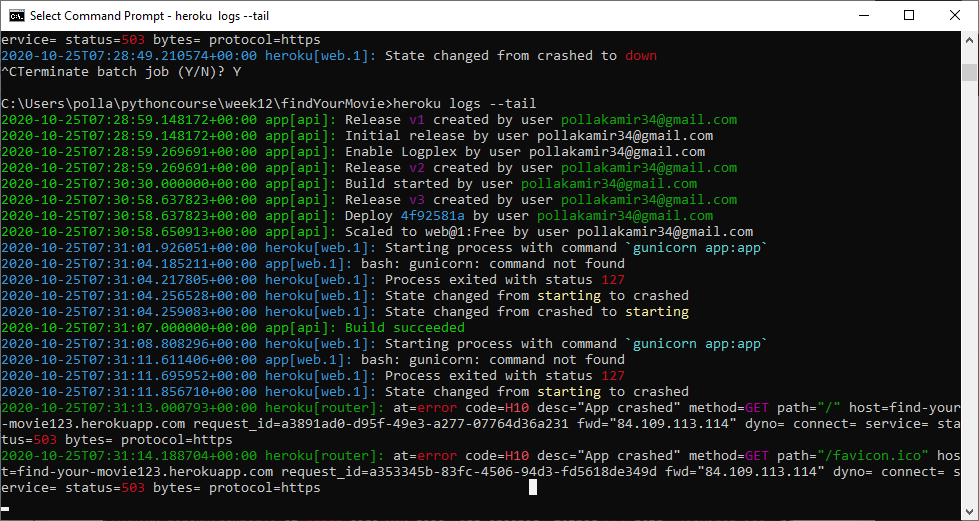 Select Command Prompt - heroku  logs --tail
ervice= status=503 bytes= protocol=https
2020-10-25T07:28:49.210574+00:00 heroku[web.1]: State changed from crashed to down
^CTerminate batch job (Y/N)? Y
C:\Users\polla\pythoncourse\week12\findYourMovie>heroku logs --tail
2020-10-25T07:28:59.148172+00:00 app[api]: Release v1 created by user pollakamir34@gmail.com
2020-10-25T07:28:59.148172+00:00 app[api]: Initial release by user pollakamir34@gmail.com
2020-10-25T07:28:59.269691+00:00 app[api]: Enable Logplex by user pollakamir34@gmail.com
2020-10-25T07:28:59.269691+00:00 app[api]: Release v2 created by user pollakamir34@gmail.com
2020-10-25T07:30:30.000000+00:00 app[api]: Build started by user pollakamir34@gmail.com
2020-10-25T07:30:58.637823+00:00 app[api]: Release v3 created by user pollakamir34@gmail.com
2020-10-25T07:30:58.637823+00:00 app[api]: Deploy 4f92581a by user pollakamir34@gmail.com
2020-10-25T07:30:58.650913+00:00 app[api]: Scaled to web@1:Free by user pollakamir34@gmail.com
2020-10-25T07:31:01.926051+00:00 heroku[web.1]: Starting process with command `gunicorn app:app`
2020-10-25T07:31:04.185211+00:00 app[web.1]: bash: gunicorn: command not found
2020-10-25T07:31:04.217805+00:00 heroku[web.1]: Process exited with status 127
2020-10-25T07:31:04.256528+00:00 heroku[web.1]: State changed from starting to crashed
2020-10-25T07:31:04.259083+00:00 heroku[web.1]: State changed from crashed to starting
2020-10-25T07:31:07.000000+00:00 app[api]: Build succeeded
2020-10-25T07:31:08.808296+00:00 heroku[web.1]: Starting process with command `gunicorn app:app`
2020-10-25T07:31:11.611406+00:00 app[web.1]: bash: gunicorn: command not found
2020-10-25T07:31:11.695952+00:00 heroku[web.1]: Process exited with status 127
2020-10-25T07:31:11.856710+00:00 heroku[web.1]: State changed from starting to crashed
2020-10-25T07:31:13.000793+00:00 heroku[router]: at=error code=H10 desc="App crashed" method=GET path="/" host=find-your
-movie123.herokuapp.com request_id=a3891ad0-d95f-49e3-a277-07764d36a231 fwd="84.109.113.114" dyno= connect= service= sta
tus=503 bytes= protocol=https
2020-10-25T07:31:14.188704+00:00 heroku[router]: at=error code=H10 desc="App crashed" method=GET path="/favicon.ico" hos
t=find-your-movie123.herokuapp.com request_id=a353345b-83fc-4506-94d3-fd5618de349d fwd="84.109.113.114" dyno= connect= s
ervice= status=503 bytes= protocol=https